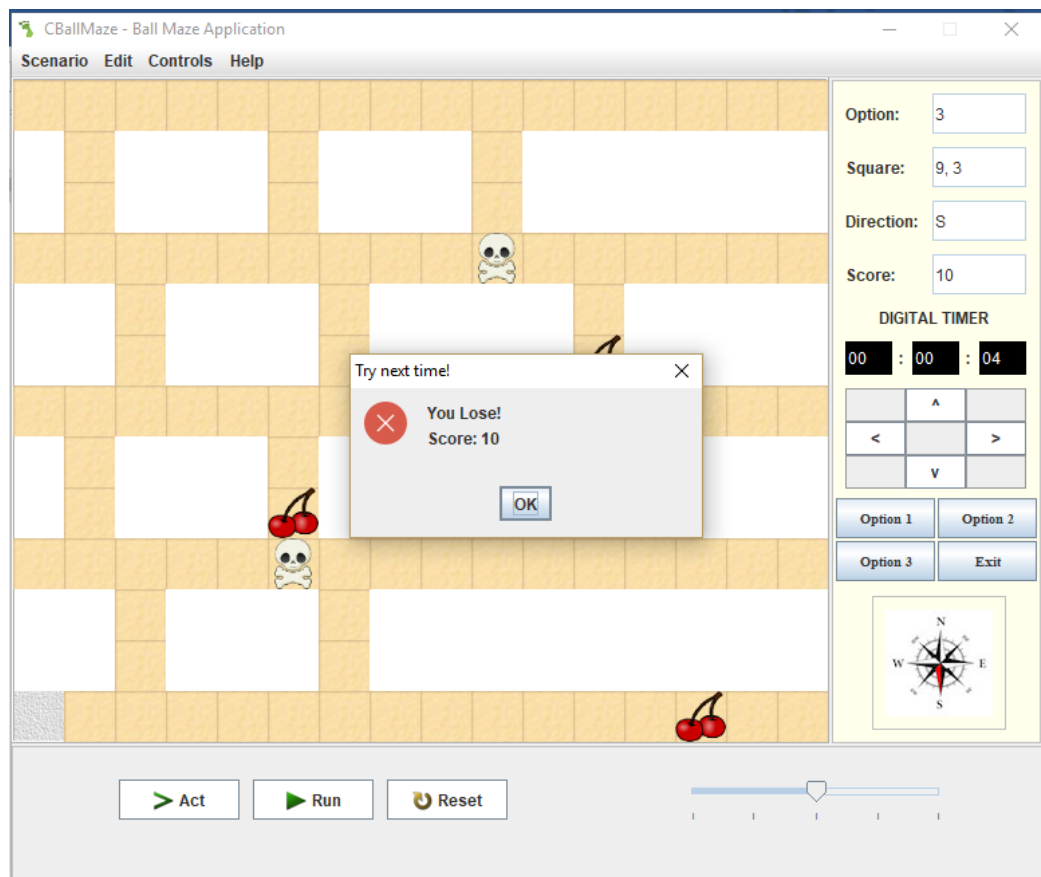 CBallMaze - Ball Maze Application
Scenario Edit Controls Help
Option: 3
Square: 9, 3
Direction: S
Score: 10
DIGITAL TIMER
00 : 00 : 04
^
< >
v
Option 1 Option 2
Option 3 Exit
N
W E
S
Try next time!
You Lose!
Score: 10
OK
> Act Run Reset